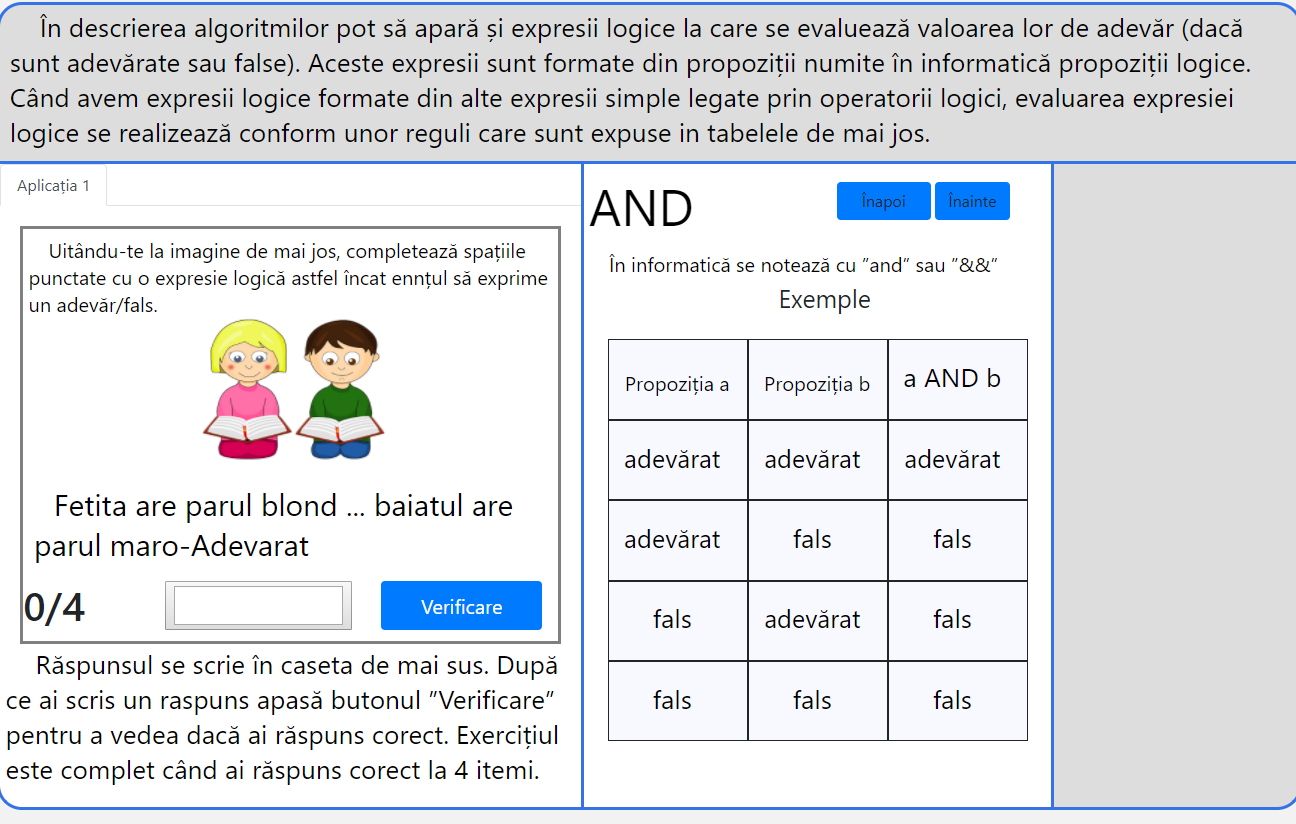 În descrierea algoritmilor pot să apară și expresii logice la care se evaluează valoarea lor de adevăr (dacă
sunt adevărate sau false). Aceste expresii sunt formate din propoziții numite în informatică propoziții logice.
Când avem expresii logice formate din alte expresii simple legate prin operatorii logici, evaluarea expresiei
logice se realizează conform unor reguli care sunt expuse in tabelele de mai jos.
Aplicația 1
Uitându-te la imagine de mai jos, completează spațiile
punctate cu o expresie logică astfel încat ennțul să exprime
un adevăr/fals.
Fetita are parul blond ... baiatul are
parul maro-Adevarat
0/4
Verificare
Răspunsul se scrie în caseta de mai sus. După
ce ai scris un raspuns apasă butonul ”Verificare”
pentru a vedea dacă ai răspuns corect. Exercițiul
este complet când ai răspuns corect la 4 itemi.
AND
Înapoi Înainte
În informatică se notează cu ”and” sau ”&&”
Exemple
Propoziția a Propoziția b a AND b
adevărat adevărat adevărat
adevărat fals fals
fals adevărat fals
fals fals fals